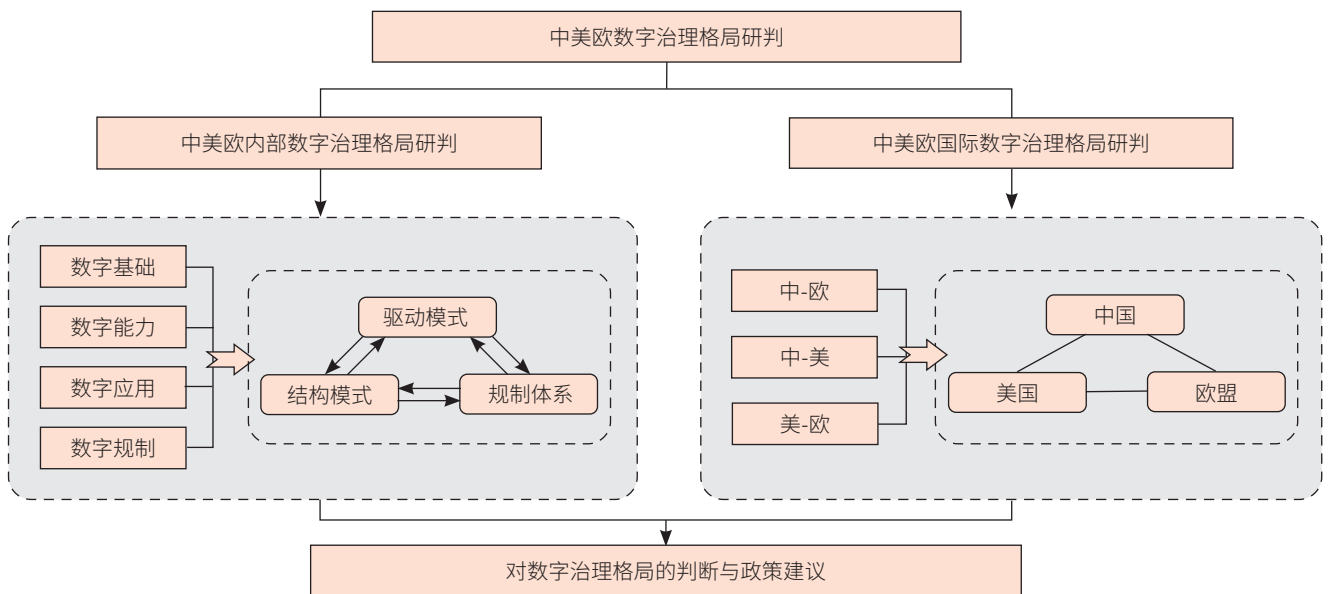 中美欧数字治理格局研判
中美欧内部数字治理格局研判
中美欧国际数字治理格局研判
数字基础
数字能力
数字应用
数字规制
驱动模式
结构模式
规制体系
中-欧
中-美
美-欧
中国
美国
欧盟
对数字治理格局的判断与政策建议